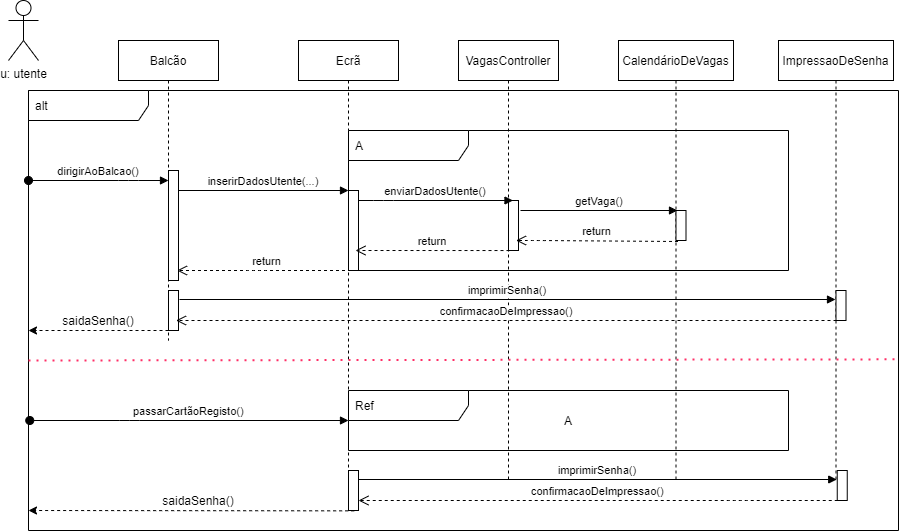 u: utente
Balcão
Ecrã
VagasController
CalendárioDeVagas
ImpressaoDeSenha
alt
A
dirigirAoBalcao()
inserirDadosUtente(...)
enviarDadosUtente()
getVaga()
return
return
return
imprimirSenha()
confirmacaoDeImpressao()
saidaSenha()
Ref
A
passarCartãoRegisto()
imprimirSenha()
confirmacaoDeImpressao()
saidaSenha()